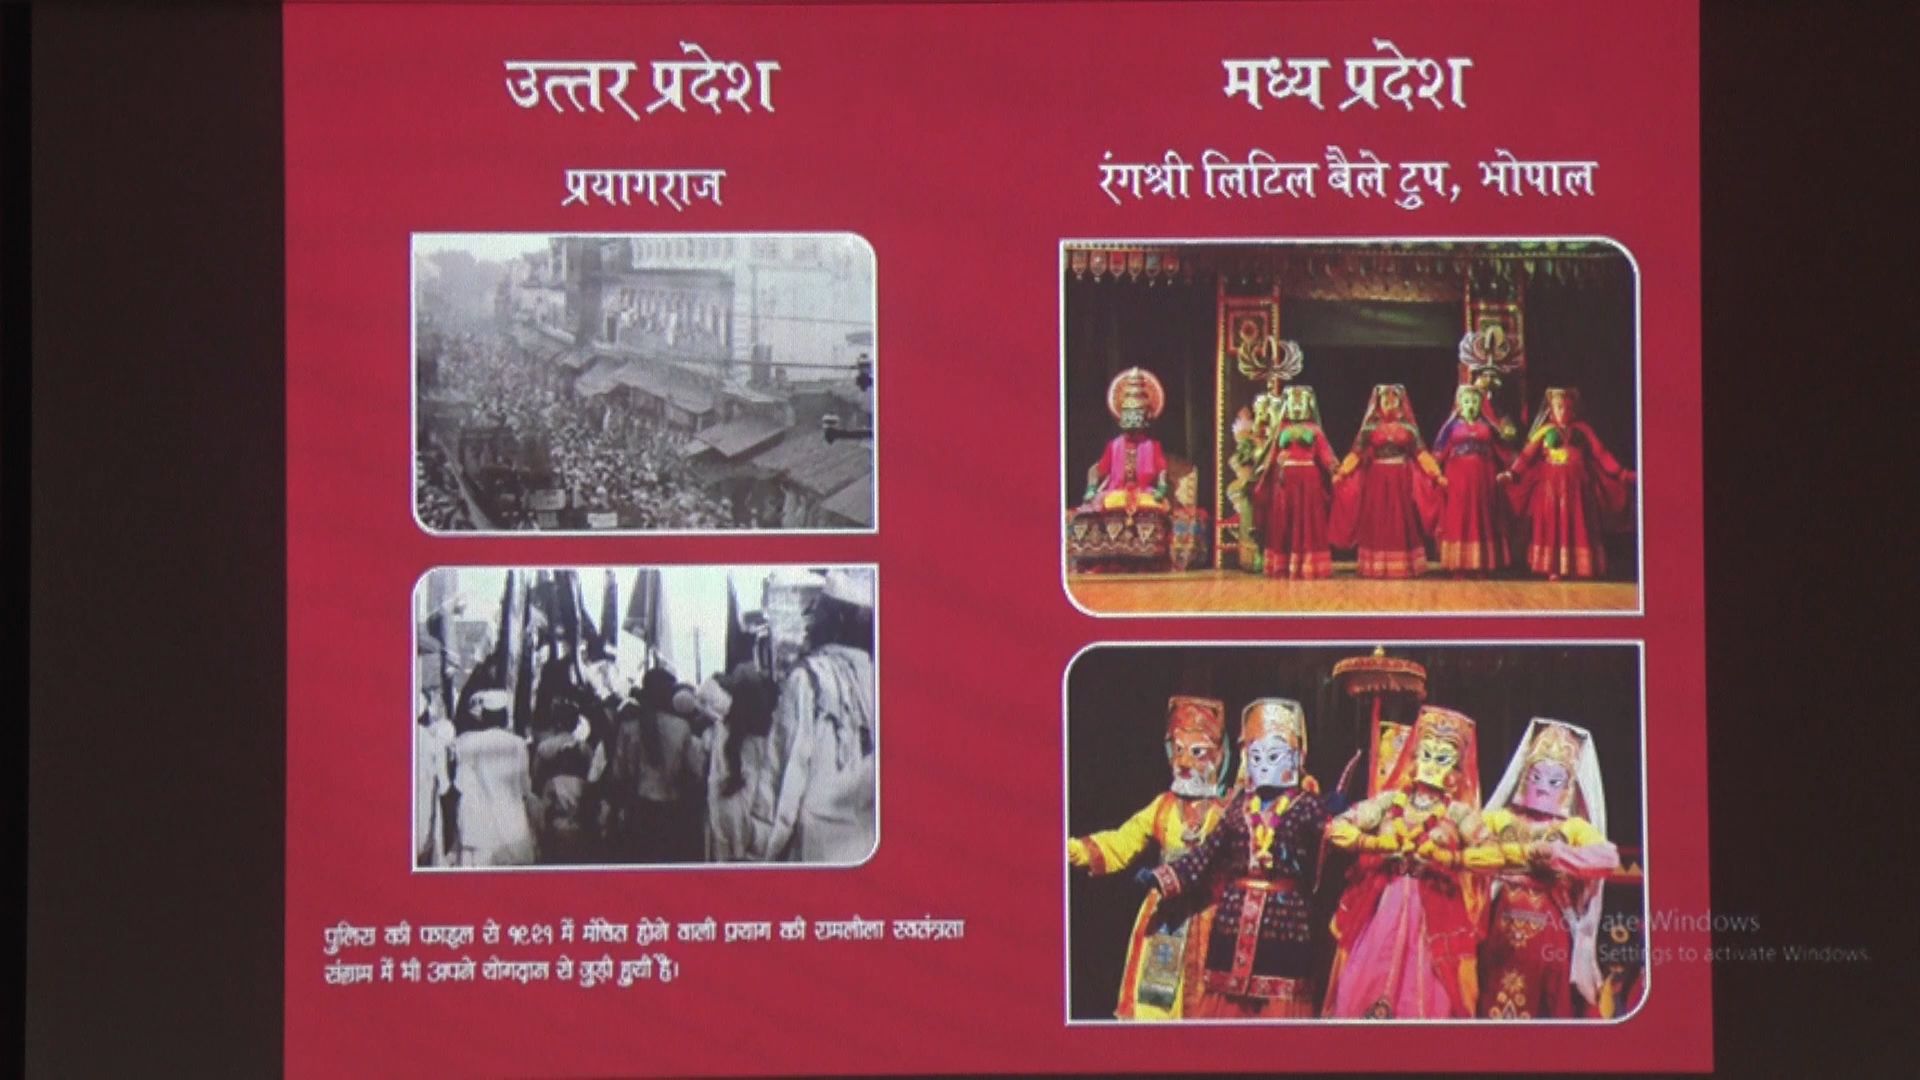 उत्तर प्रदेश
प्रयागराज
पुलिस की फाइल से १९२१ में मंचित होने वाली प्रयाग की रामलीला स्वतंत्रता
संग्राम में भी अपने योगदान से जुड़ी हुयी है।
मध्य प्रदेश
रंगश्री लिटिल बैले ट्रुप, भोपाल
Activate Windows
Go to Settings to activate Windows.